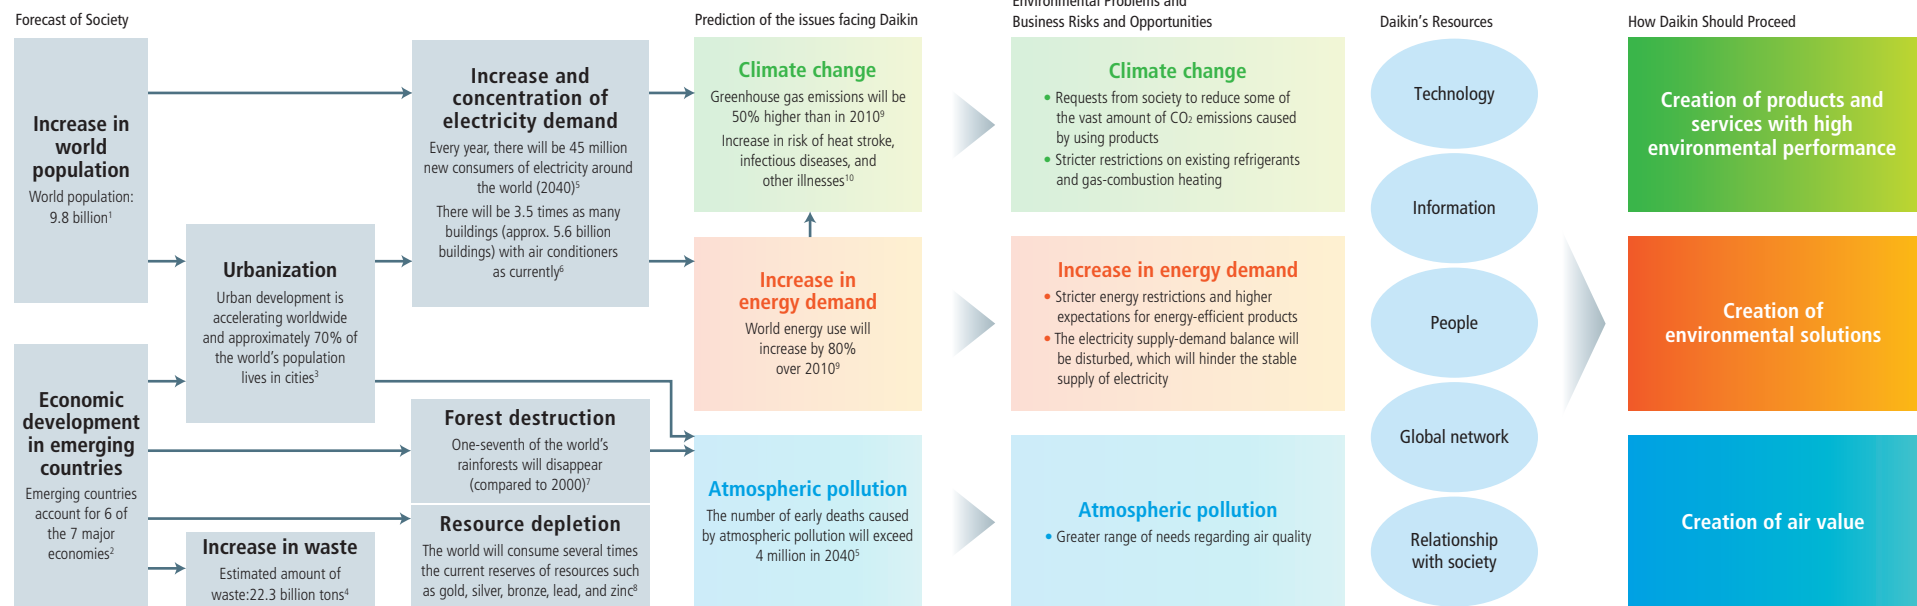 Forecast of Society
Increase in
world
population
World population:
9.8 billion1
Economic
development
in emerging
countries
Emerging countries
account for 6 of
the 7 major
economies2
Urbanization
Urban development is
accelerating worldwide
and approximately 70% of
the world's population
lives in cities3
Increase in waste
Estimated amount of
waste:22.3 billion tons4
Increase and
concentration of
electricity demand
Every year, there will be 45 million
new consumers of electricity around
the world (2040)5
There will be 3.5 times as many
buildings (approx. 5.6 billion
buildings) with air conditioners
as currently6
Forest destruction
One-seventh of the world's
rainforests will disappear
(compared to 2000)7
Resource depletion
The world will consume several times
the current reserves of resources such
as gold, silver, bronze, lead, and zinc8
Prediction of the issues facing Daikin
Climate change
Greenhouse gas emissions will be
50% higher than in 20109
Increase in risk of heat stroke,
infectious diseases, and
other illnesses10
Increase in
energy demand
World energy use will
increase by 80%
over 20109
Atmospheric pollution
The number of early deaths caused
by atmospheric pollution will exceed
4 million in 20405
Environmental Problems and
Business Risks and Opportunities
Climate change
• Requests from society to reduce some of
the vast amount of CO2 emissions caused
by using products
• Stricter restrictions on existing refrigerants
and gas-combustion heating
Increase in energy demand
• Stricter energy restrictions and higher
expectations for energy-efficient products
• The electricity supply-demand balance will
be disturbed, which will hinder the stable
supply of electricity
Atmospheric pollution
• Greater range of needs regarding air quality
Daikin's Resources
Technology
Information
People
Global network
Relationship
with society
How Daikin Should Proceed
Creation of products and
services with high
environmental performance
Creation of
environmental solutions
Creation of air value